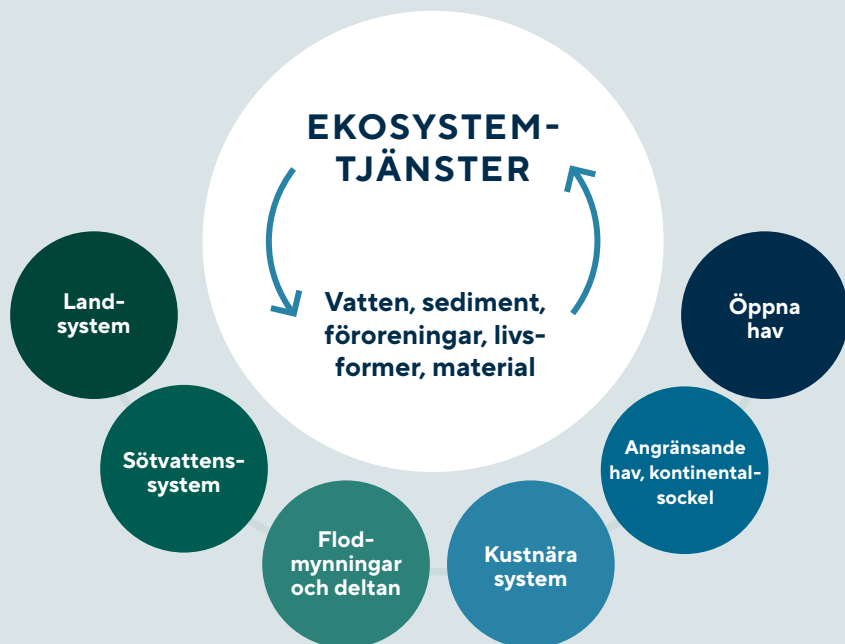 EKOSYSTEM-
TJÄNSTER
Vatten, sediment,
föroreningar, livs-
former, material
Land-
system
Sötvattens-
system
Flod-
mynningar
och deltan
Kustnära
system
Angränsande
hav, kontinental-
sockel
Öppna
hav